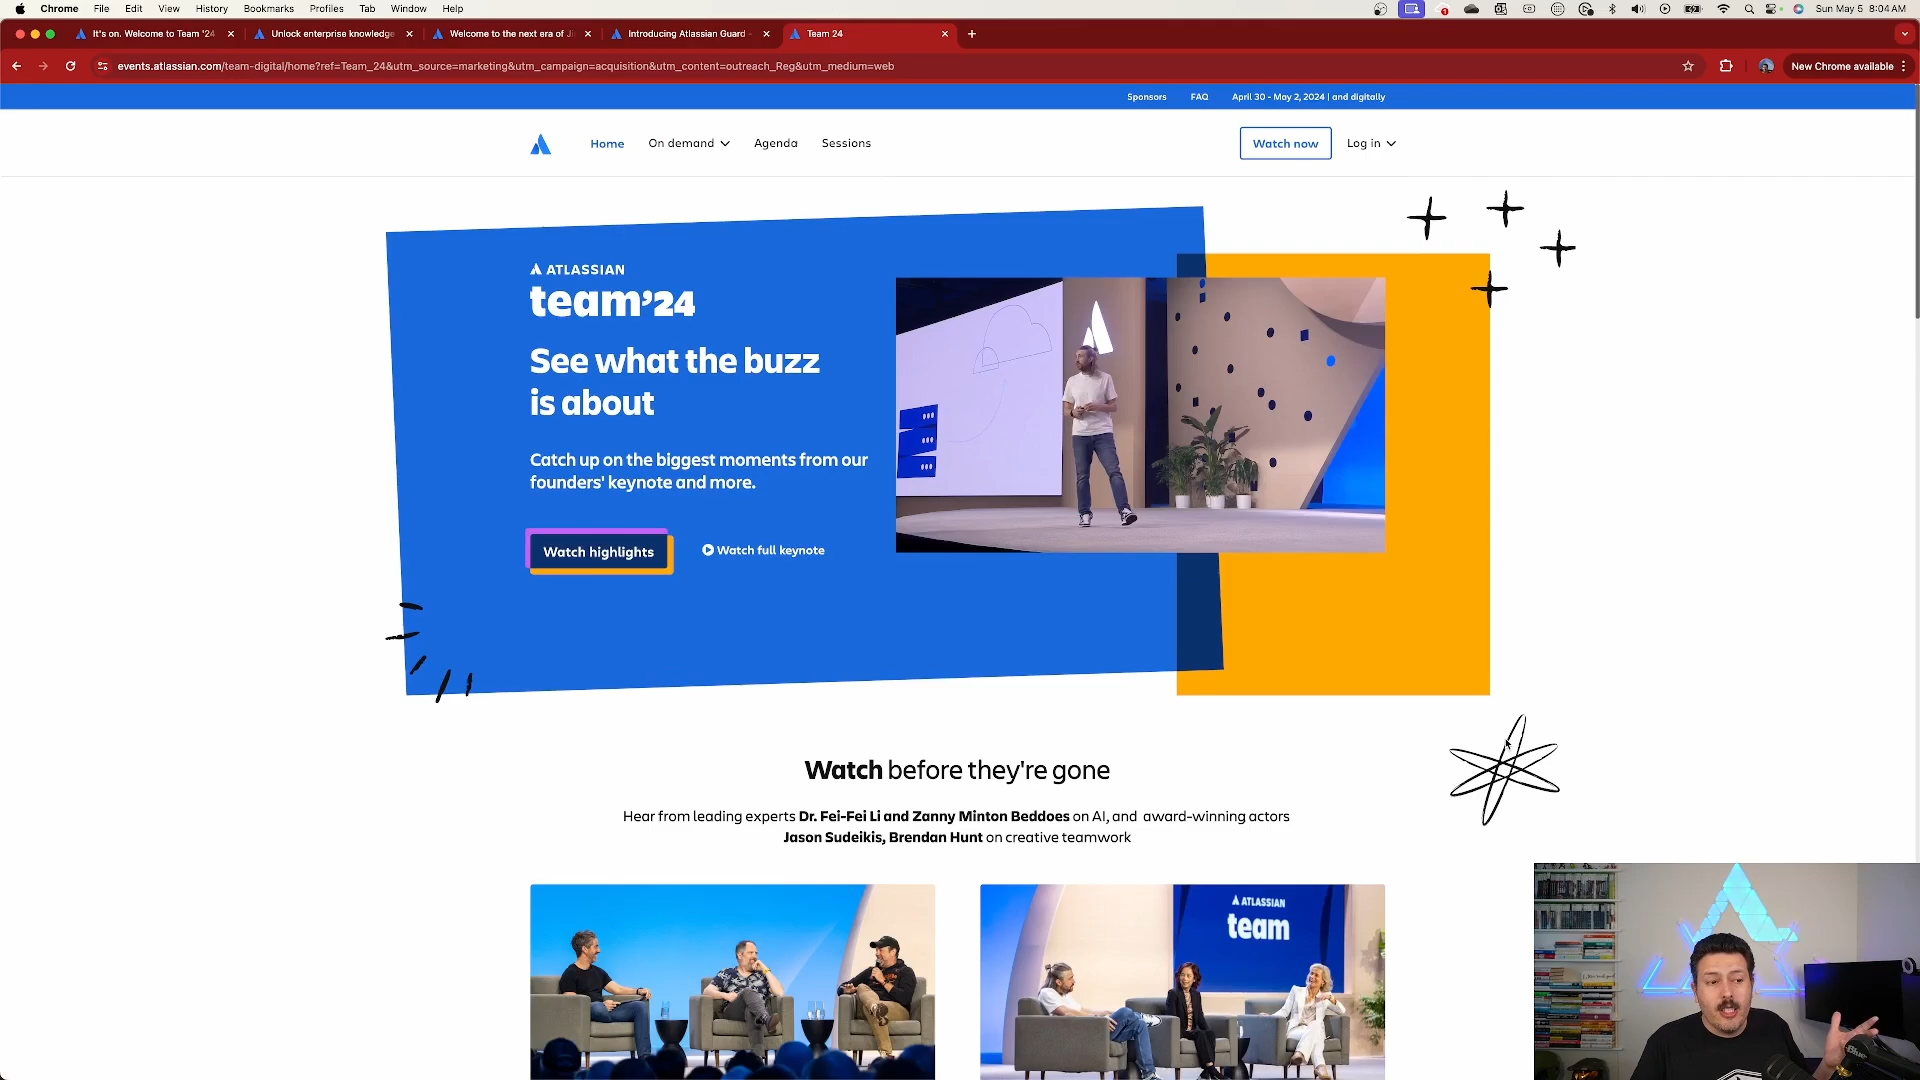 Chrome File Edit View History Bookmarks Profiles Tab Window Help
Sun May 5 8:04 AM
It's on. Welcome to Team '24
Unlock enterprise knowledge
Welcome to the next era of Ji
Introducing Atlassian Guard -
Team 24
events.atlassian.com/team-digital/home?ref=Team_24&utm_source=marketing&utm_campaign=acquisition&utm_content=outreach_Reg&utm_medium=web
New Chrome available
Sponsors FAQ April 30 - May 2, 2024 | and digitally
Home On demand Agenda Sessions
Watch now Log in
ATLASSIAN
team'24
See what the buzz
is about
Catch up on the biggest moments from our
founders' keynote and more.
Watch highlights Watch full keynote
Watch before they're gone
Hear from leading experts Dr. Fei-Fei Li and Zanny Minton Beddoes on AI, and award-winning actors
Jason Sudeikis, Brendan Hunt on creative teamwork
ATLASSIAN
team
Blue